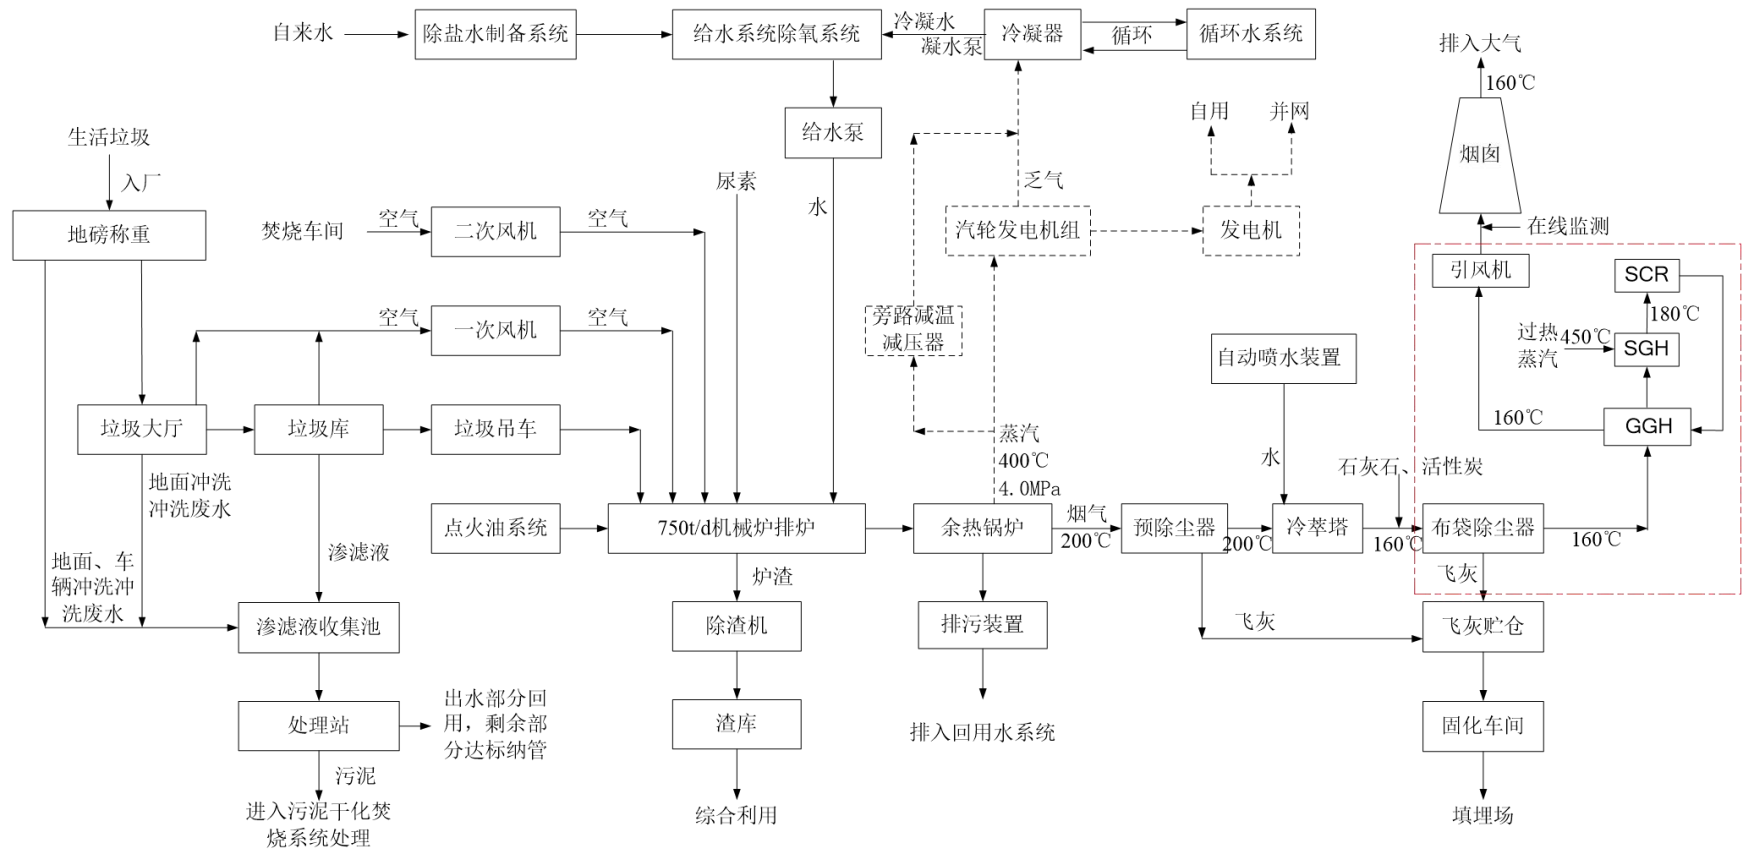 自来水
除盐水制备系统
给水系统除氧系统
冷凝水
凝水泵
冷凝器
循环
循环水系统
排入大气
160℃
烟囱
生活垃圾
入厂
地磅称重
给水泵
自用
并网
尿素
水
乏气
焚烧车间
空气
二次风机
空气
汽轮发电机组
发电机
在线监测
引风机
SCR
180℃
空气
一次风机
空气
旁路减温
减压器
自动喷水装置
过热
蒸汽
450℃
SGH
垃圾大厅
垃圾库
垃圾吊车
蒸汽
400℃
4.0MPa
160℃
GGH
地面冲洗
冲洗废水
水
石灰石、活性炭
点火油系统
750t/d机械炉排炉
余热锅炉
烟气
200℃
预除尘器
200℃
冷萃塔
160℃
布袋除尘器
160℃
地面、车
辆冲洗冲
洗废水
渗滤液
炉渣
飞灰
渗滤液收集池
除渣机
排污装置
飞灰
飞灰贮仓
处理站
出水部分回
用，剩余部
分达标纳管
渣库
排入回用水系统
固化车间
污泥
进入污泥干化焚
烧系统处理
综合利用
填埋场